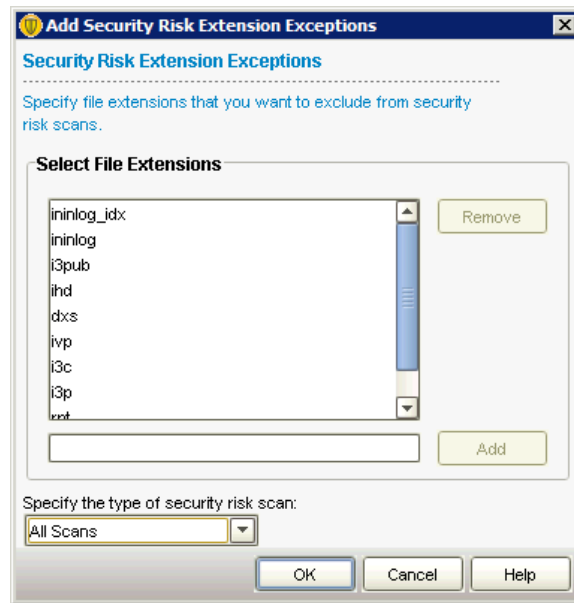 Add Security Risk Extension Exceptions
Security Risk Extension Exceptions
Specify file extensions that you want to exclude from security
risk scans.
Select File Extensions
ininlog_idx
ininlog
i3pub
ihd
dxs
ivp
i3c
i3p
rpt
Remove
Add
Specify the type of security risk scan:
All Scans
OK
Cancel
Help